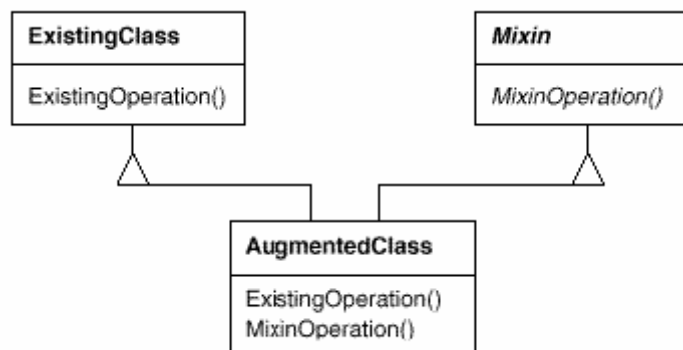 ExistingClass
ExistingOperation()
Mixin
MixinOperation()
AugmentedClass
ExistingOperation()
MixinOperation()